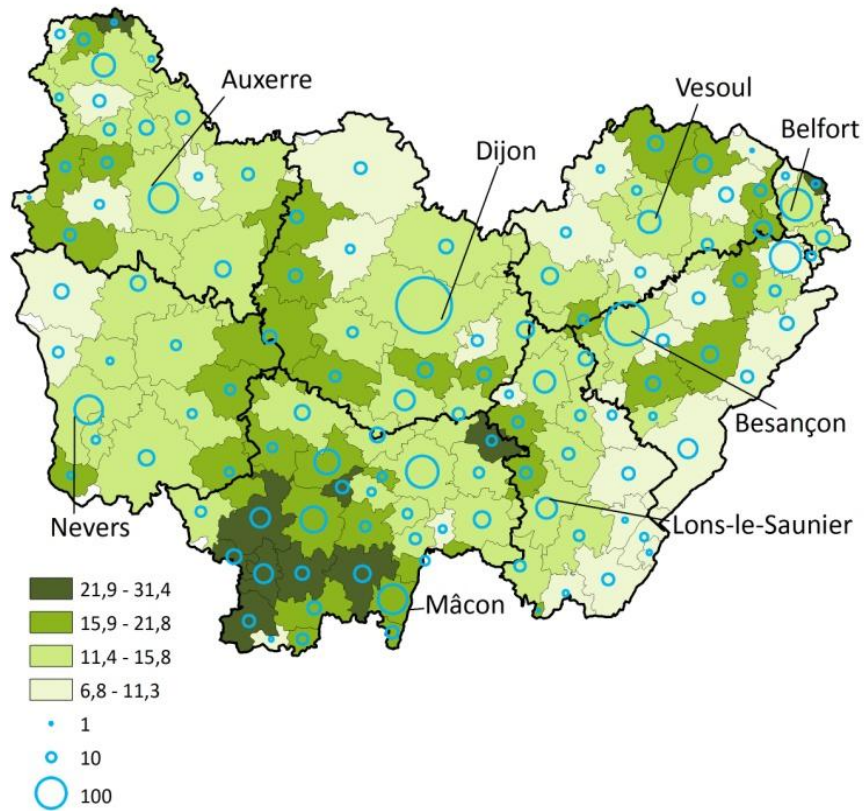 Auxerre
Vesoul
Belfort
Dijon
Besançon
Nevers
Lons-le-Saunier
Mâcon
21,9 - 31,4
15,9 - 21,8
11,4 - 15,8
6,8 - 11,3
1
10
100